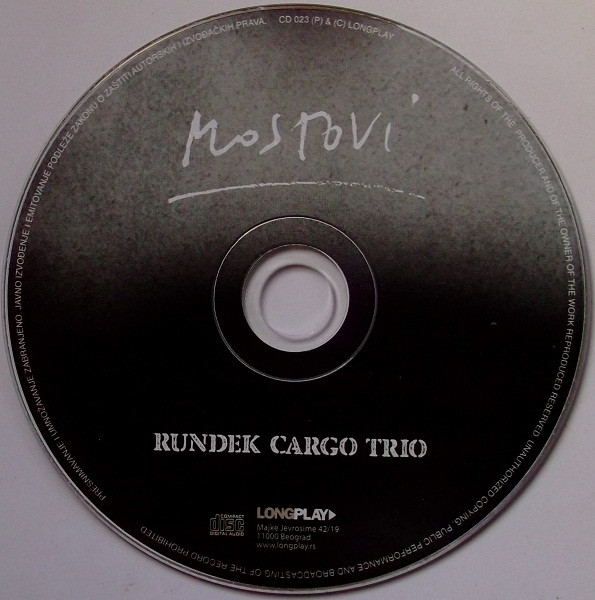 PRESNIMAVANJE I UMNOŽAVANJE ZABRANJENO. JAVNO IZVOĐENJE I EMITOVANJE PODLEŽE ZAKONU O ZAŠTITI AUTORSKIH I IZVOĐAČKIH PRAVA. CD 023 (P) & (C) LONGPLAY
ALL RIGHTS OF THE PRODUCER AND OF THE OWNER OF THE WORK REPRODUCED RESERVED. UNAUTHORIZED COPYING, PUBLIC PERFORMANCE AND BROADCASTING OF THE RECORD PROHIBITED
MOSTOVI
RUNDEK CARGO TRIO
COMPACT
disc
DIGITAL AUDIO
LONGPLAY
Majke Jevrosime 42/19
11000 Beograd
www.longplay.rs